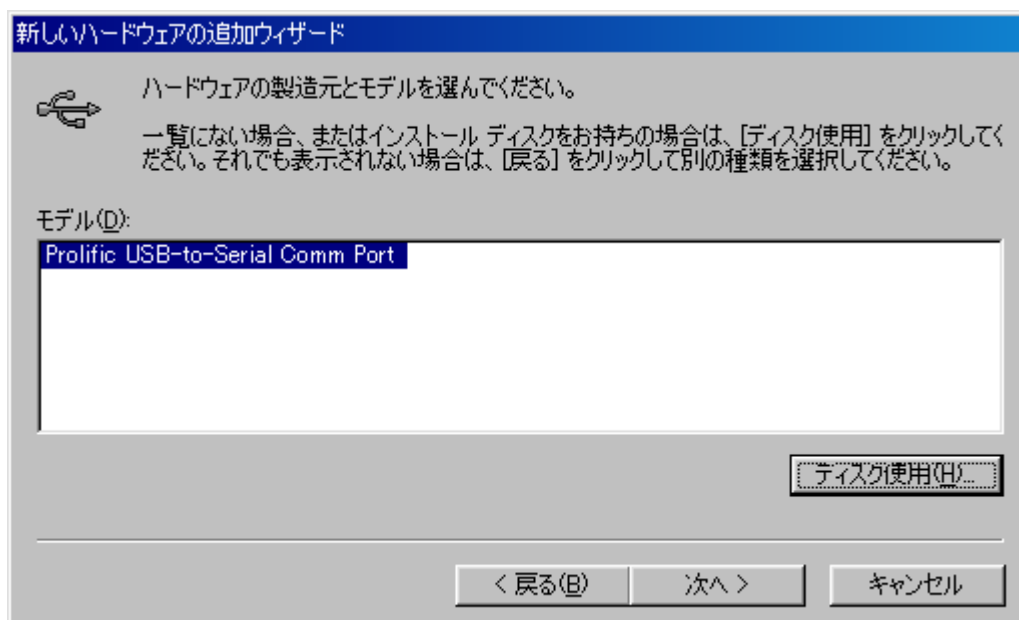 新しいハードウェアの追加ウィザード
ハードウェアの製造元とモデルを選んでください。
一覧にない場合、またはインストール ディスクをお持ちの場合は、[ディスク使用] をクリックしてく
ださい。それでも表示されない場合は、[戻る] をクリックして別の種類を選択してください。
モデル(D):
Prolific USB-to-Serial Comm Port
ディスク使用(H)...
< 戻る(B)
次へ >
キャンセル